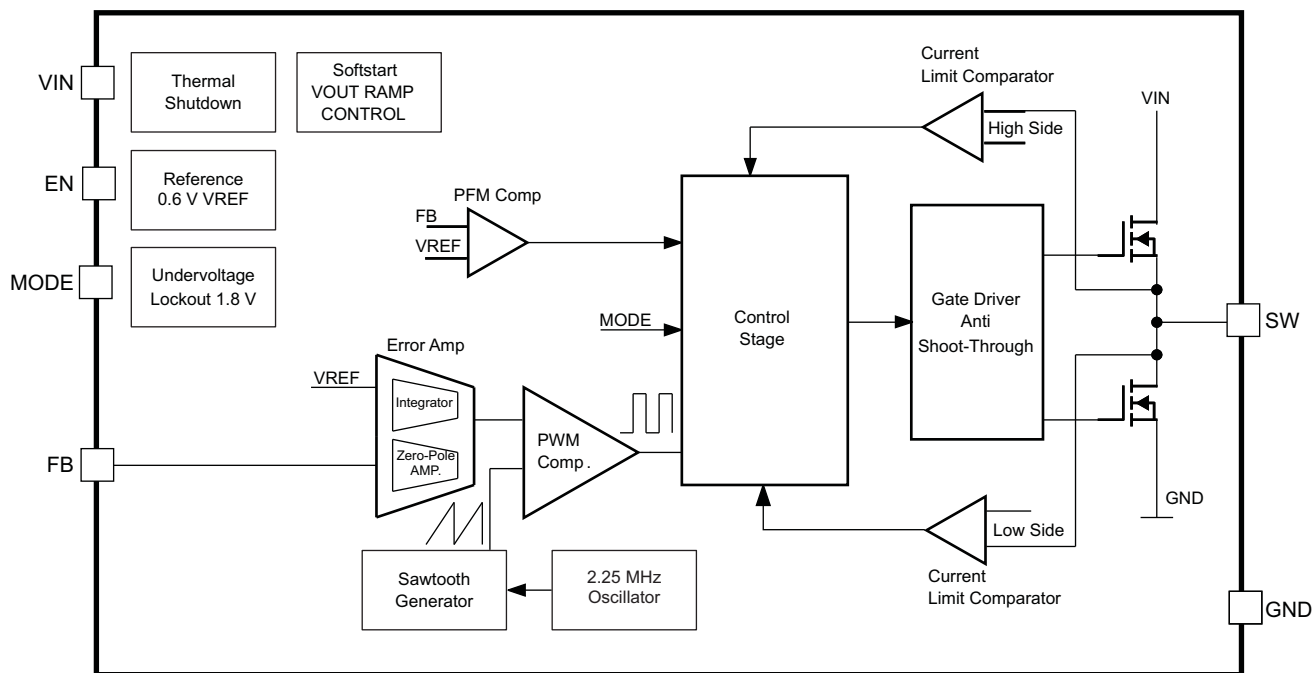 VIN
EN
MODE
FB
Thermal
Shutdown
Softstart
VOUT RAMP
CONTROL
Reference
0.6 V VREF
Undervoltage
Lockout 1.8 V
PFM Comp
FB
VREF
MODE
Error Amp
VREF
Integrator
Zero-Pole
AMP.
PWM
Comp .
Sawtooth
Generator
2.25 MHz
Oscillator
Control
Stage
Current
Limit Comparator
High Side
Gate Driver
Anti
Shoot-Through
Low Side
Current
Limit Comparator
VIN
GND
SW
GND